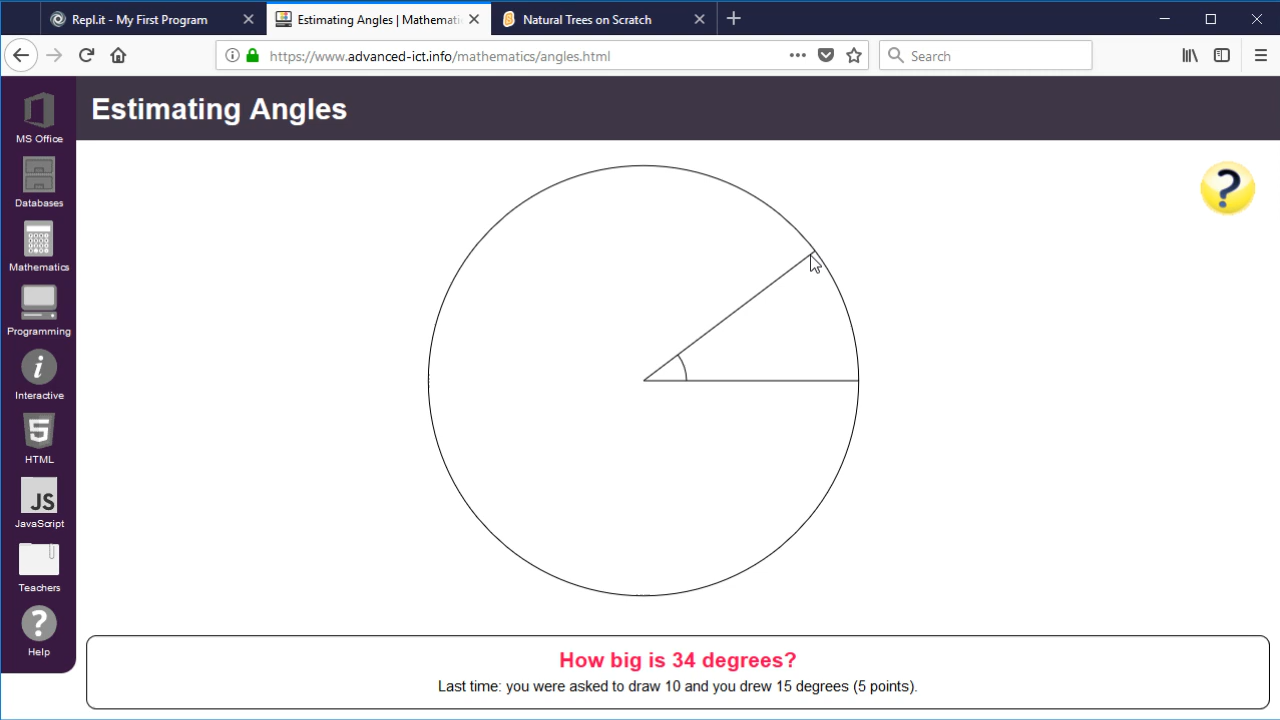 Repl.it - My First Program
Estimating Angles | Mathemati
Natural Trees on Scratch
https://www.advanced-ict.info/mathematics/angles.html
Search
Estimating Angles
MS Office
Databases
Mathematics
Programming
Interactive
HTML
JS
JavaScript
Teachers
Help
How big is 34 degrees?
Last time: you were asked to draw 10 and you drew 15 degrees (5 points).